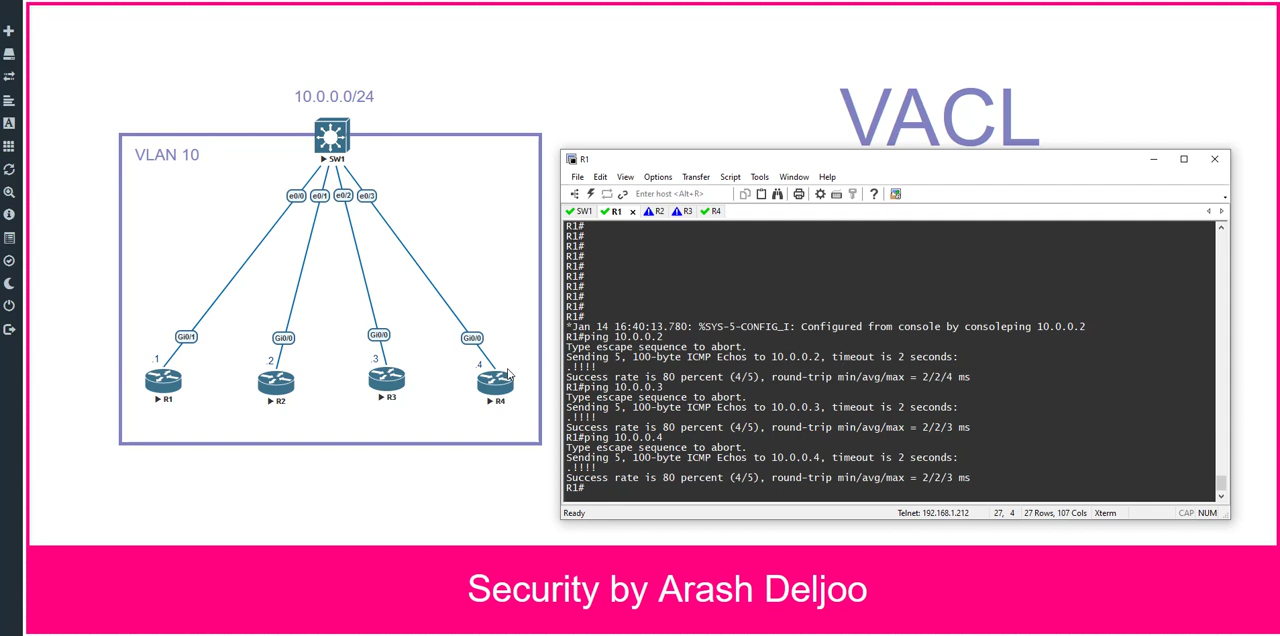 10.0.0.0/24
VACL
VLAN 10
SW1
e0/0
e0/1
e0/2
e0/3
Gi0/1
Gi0/0
Gi0/0
Gi0/0
.1
.2
.3
.4
R1
R2
R3
R4
R1
File Edit View Options Transfer Script Tools Window Help
Enter host <Alt+R>
SW1 R1 R2 R3 R4
R1#
R1#
R1#
R1#
R1#
R1#
R1#
R1#
R1#
R1#
*Jan 14 16:40:13.780: %SYS-5-CONFIG_I: Configured from console by consoleping 10.0.0.2
R1#ping 10.0.0.2
Type escape sequence to abort.
Sending 5, 100-byte ICMP Echos to 10.0.0.2, timeout is 2 seconds:
.!!!!
Success rate is 80 percent (4/5), round-trip min/avg/max = 2/2/4 ms
R1#ping 10.0.0.3
Type escape sequence to abort.
Sending 5, 100-byte ICMP Echos to 10.0.0.3, timeout is 2 seconds:
.!!!!
Success rate is 80 percent (4/5), round-trip min/avg/max = 2/2/3 ms
R1#ping 10.0.0.4
Type escape sequence to abort.
Sending 5, 100-byte ICMP Echos to 10.0.0.4, timeout is 2 seconds:
.!!!!
Success rate is 80 percent (4/5), round-trip min/avg/max = 2/2/3 ms
R1#
Ready Telnet: 192.168.1.212 27, 4 27 Rows, 107 Cols Xterm CAP NUM
Security by Arash Deljoo